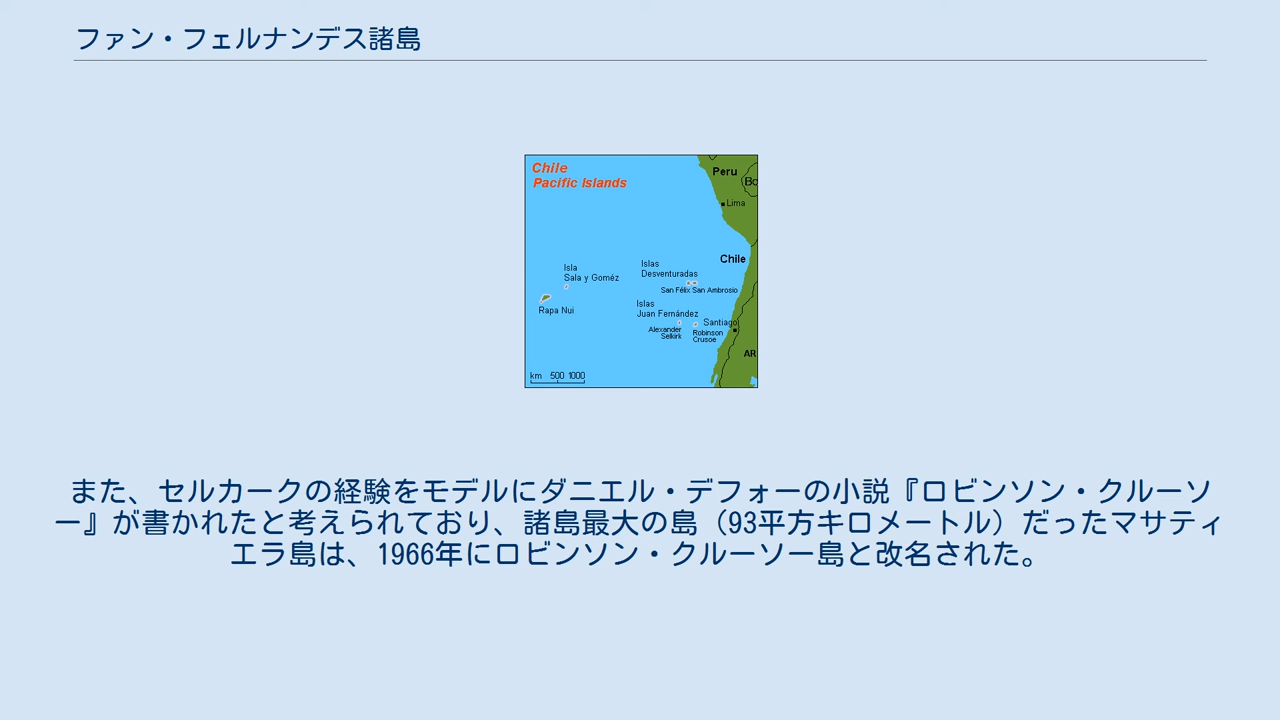 ファン・フェルナンデス諸島
Chile
Pacific Islands
Peru
Bo
Lima
Chile
Isla
Sala y Goméz
Islas
Desventuradas
San Félix San Ambrosio
Rapa Nui
Islas
Juan Fernández
Alexander
Selkirk
Robinson
Crusoe
Santiago
AR
km 500 1000
また、セルカークの経験をモデルにダニエル・デフォーの小説『ロビンソン・クルーソ
ー』が書かれたと考えられており、諸島最大の島（93平方キロメートル）だったマサティ
エラ島は、1966年にロビンソン・クルーソー島と改名された。